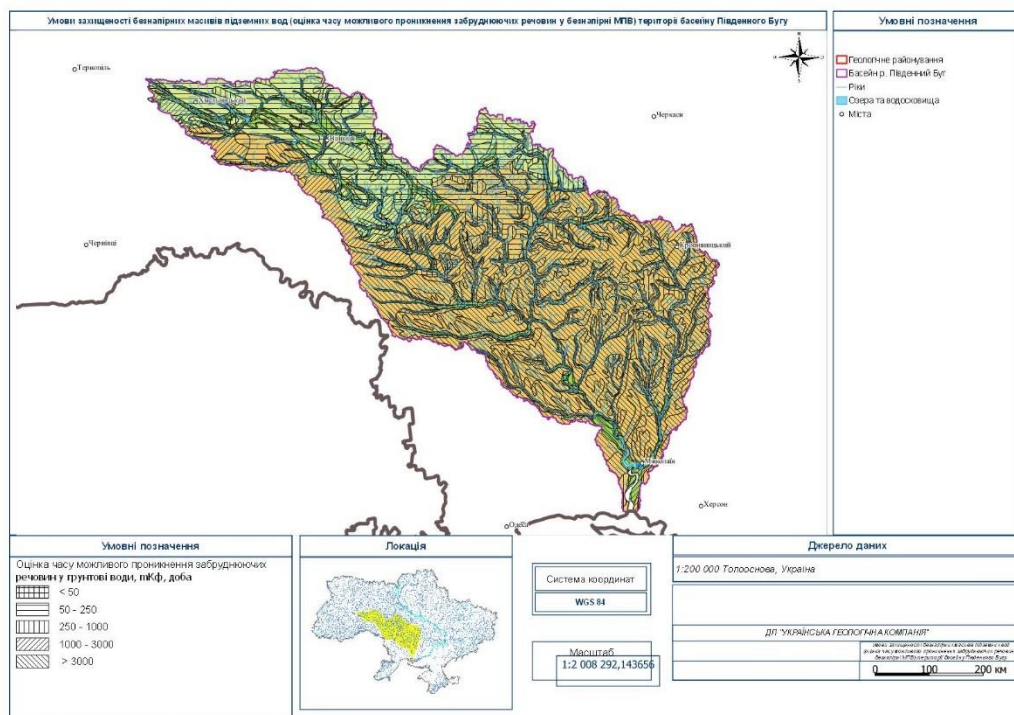 Умови захищеності безнапірних масивів підземних вод (оцінка часу можливого проникнення забруднюючих речовин у безнапірні МПВ) території басейну Південного Бугу
Умовні позначення
Геологічне районування
Басейн р. Південний Буг
Ріки
Озера та водосховища
Міста
Тернопіль
Хмельницький
Вінниця
Черкаси
Чернівці
Кропивницький
Миколаїв
Херсон
Одеса
Умовні позначення
Оцінка часу можливого проникнення забруднюючих
речовин у грунтові води, mКф, доба
< 50
50 - 250
250 - 1000
1000 - 3000
> 3000
Локація
Система координат
WGS 84
Масштаб
1:2 008 292,143656
Джерело даних
1:200 000 Топооснова, Україна
ДП "УКРАЇНСЬКА ГЕОЛОГІЧНА КОМПАНІЯ"
0 100 200 км